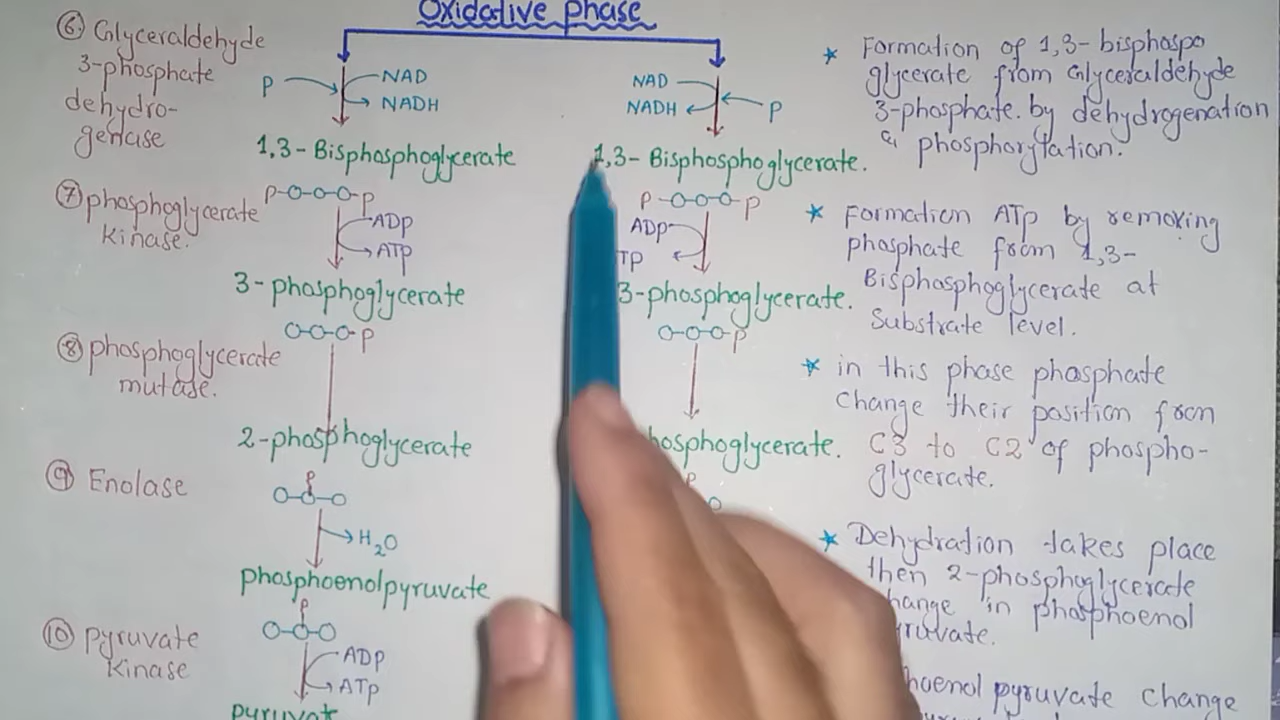 Oxidative phase
⑥ Glyceraldehyde
3-phosphate
dehydro-
genase
P
NAD
NADH
1,3-Bisphosphoglycerate
P-O-O-O-P
NAD
NADH
P
1,3-Bisphosphoglycerate.
P-O-O-O-P
⑦ phosphoglycerate
kinase.
ADP
ATP
3-phosphoglycerate
O-O-O-P
ADP
TP
3-phosphoglycerate.
O-O-O-P
⑧ phosphoglycerate
mutase.
2-phosphoglycerate
P
O-O-O
hosphoglycerate.
P
O
⑨ Enolase
H2O
phosphoenolpyruvate
P
O-O-O
⑩ pyruvate
kinase
ADP
ATP
pyruvat
* Formation of 1,3-bisphospo
glycerate from Glyceraldehyde
3-phosphate. by dehydrogenation
& phosphorylation.
* Formation ATP by removing
phosphate from 1,3-
Bisphosphoglycerate at
Substrate level.
* in this phase phosphate
change their position from
C3 to C2 of phospho-
glycerate.
* Dehydration takes place
then 2-phosphoglycerate
hange in phosphoenol
ruvate.
hoenol pyruvate change